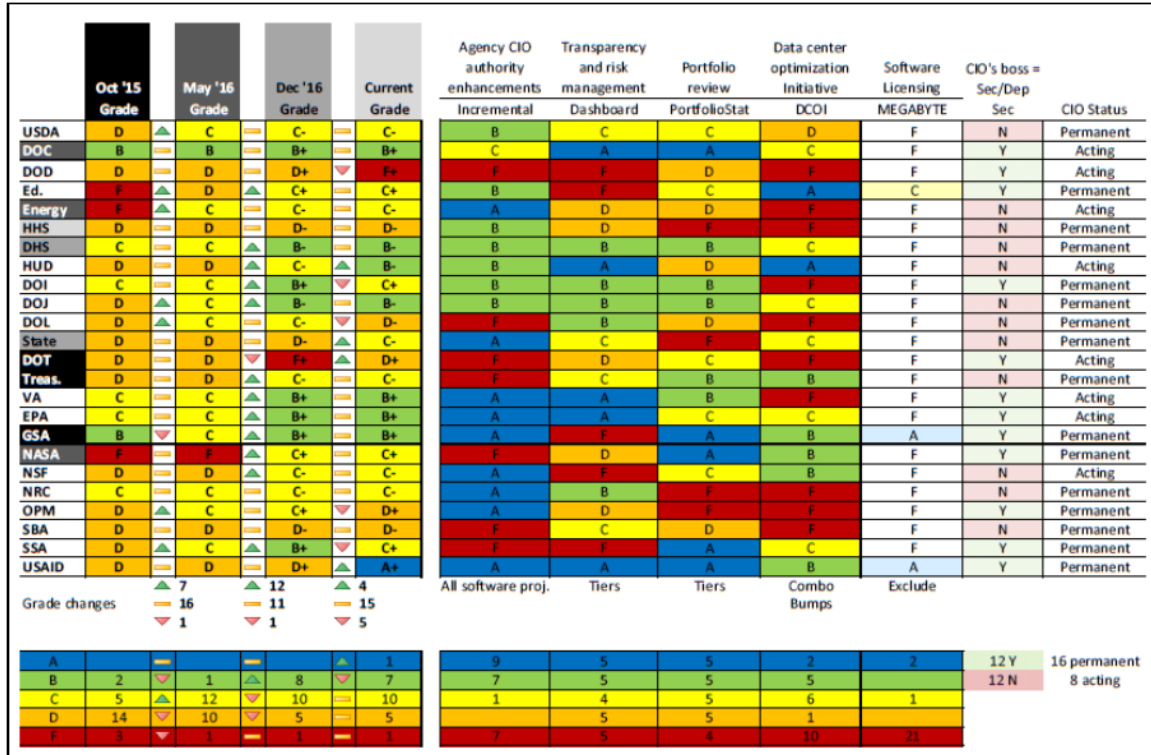 Agency CIO Transparency Data center
authority and risk Portfolio optimization Software CIO's boss =
Oct '15 May '16 Dec '16 Current enhancements management review Initiative Licensing Sec/Dep
Grade Grade Grade Grade Incremental Dashboard PortfolioStat DCOI MEGABYTE Sec CIO Status
USDA D C C- C- B C C D F N Permanent
DOC B B B+ B+ C A A C F Y Acting
DOD D D D+ F+ F F D F F Y Acting
Ed. F D C+ C+ B F C A C Y Permanent
Energy F C C- C- A D D F F N Acting
HHS D D D- D- B D F F F N Permanent
DHS C C B- B- B B B C F N Permanent
HUD D D C- B- B A D A F N Acting
DOI C C B+ C+ B B B F F Y Permanent
DOJ D C B- B- B B B C F N Permanent
DOL D C C- D- F B D F F N Permanent
State D D D- C- A C F C F N Permanent
DOT D D F+ D+ F D C F F Y Acting
Treas. D D C- C- F C B B F N Permanent
VA C C B+ B+ A A B F F Y Acting
EPA C C B+ B+ A A C C F Y Acting
GSA B C B+ B+ A F A B A Y Permanent
NASA F F C+ C+ F D A B F Y Permanent
NSF D D C- C- A F C B F N Acting
NRC C C C- C- A B F F F N Permanent
OPM D C C+ D+ A D F F F Y Permanent
SBA D D D- D- F C D F F N Permanent
SSA D C B+ C+ F F A C F Y Permanent
USAID D D D+ A+ A A A B A Y Permanent
7 12 4 All software proj. Tiers Tiers Combo Exclude
Grade changes 16 11 15 Bumps
1 1 5
A 1 9 5 5 2 2 12 Y 16 permanent
B 2 1 8 7 7 5 5 5 12 N 8 acting
C 5 12 10 10 1 4 5 6 1
D 14 10 5 5 5 5 1
F 3 1 1 1 7 5 4 10 21